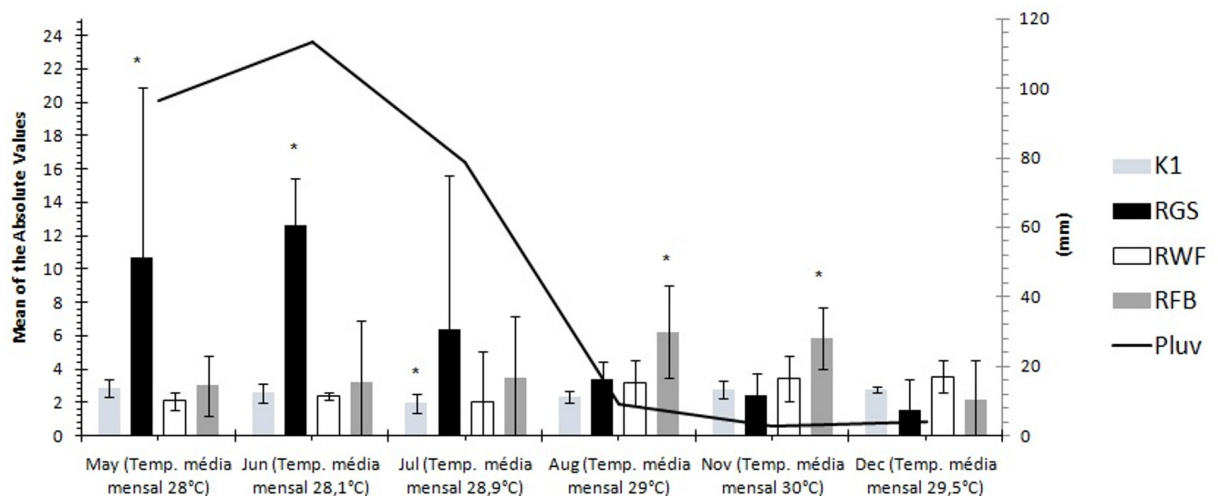 24
22
20
18
16
14
12
10
8
6
4
2
0
Mean of the Absolute Values
*
*
*
*
*
120
100
80
60
40
20
0
(mm)
May (Temp. média
mensal 28°C)
Jun (Temp. média
mensal 28,1°C)
Jul (Temp. média
mensal 28,9°C)
Aug (Temp. média
mensal 29°C)
Nov (Temp. média
mensal 30°C)
Dec (Temp. média
mensal 29,5°C)
K1
RGS
RWF
RFB
Pluv